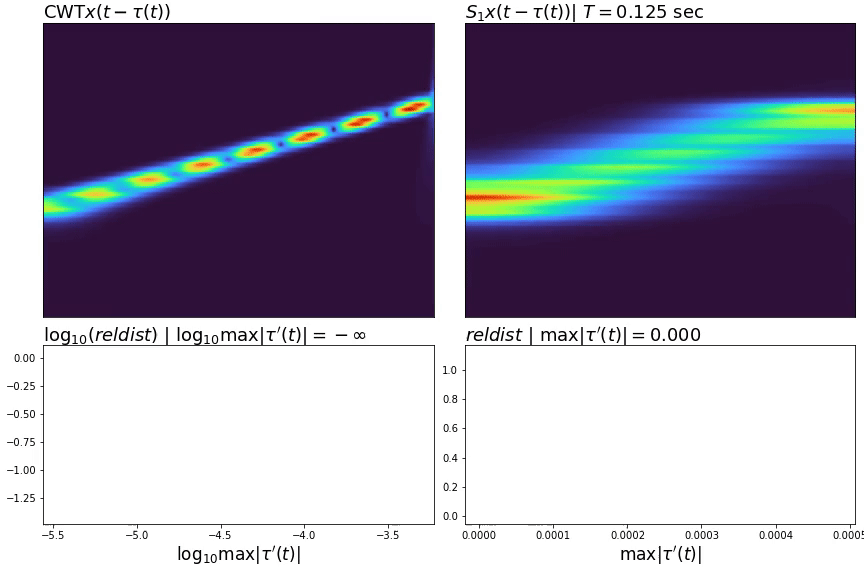 CWTx(t − τ(t))
S₁x(t − τ(t))| T = 0.125 sec
log₁₀(reldist) | log₁₀max|τ′(t)| = − ∞
reldist | max|τ′(t)| = 0.000
0.00
−0.25
−0.50
−0.75
−1.00
−1.25
−5.5 −5.0 −4.5 −4.0 −3.5
log₁₀max|τ′(t)|
1.0
0.8
0.6
0.4
0.2
0.0
0.0000 0.0001 0.0002 0.0003 0.0004
max|τ′(t)|